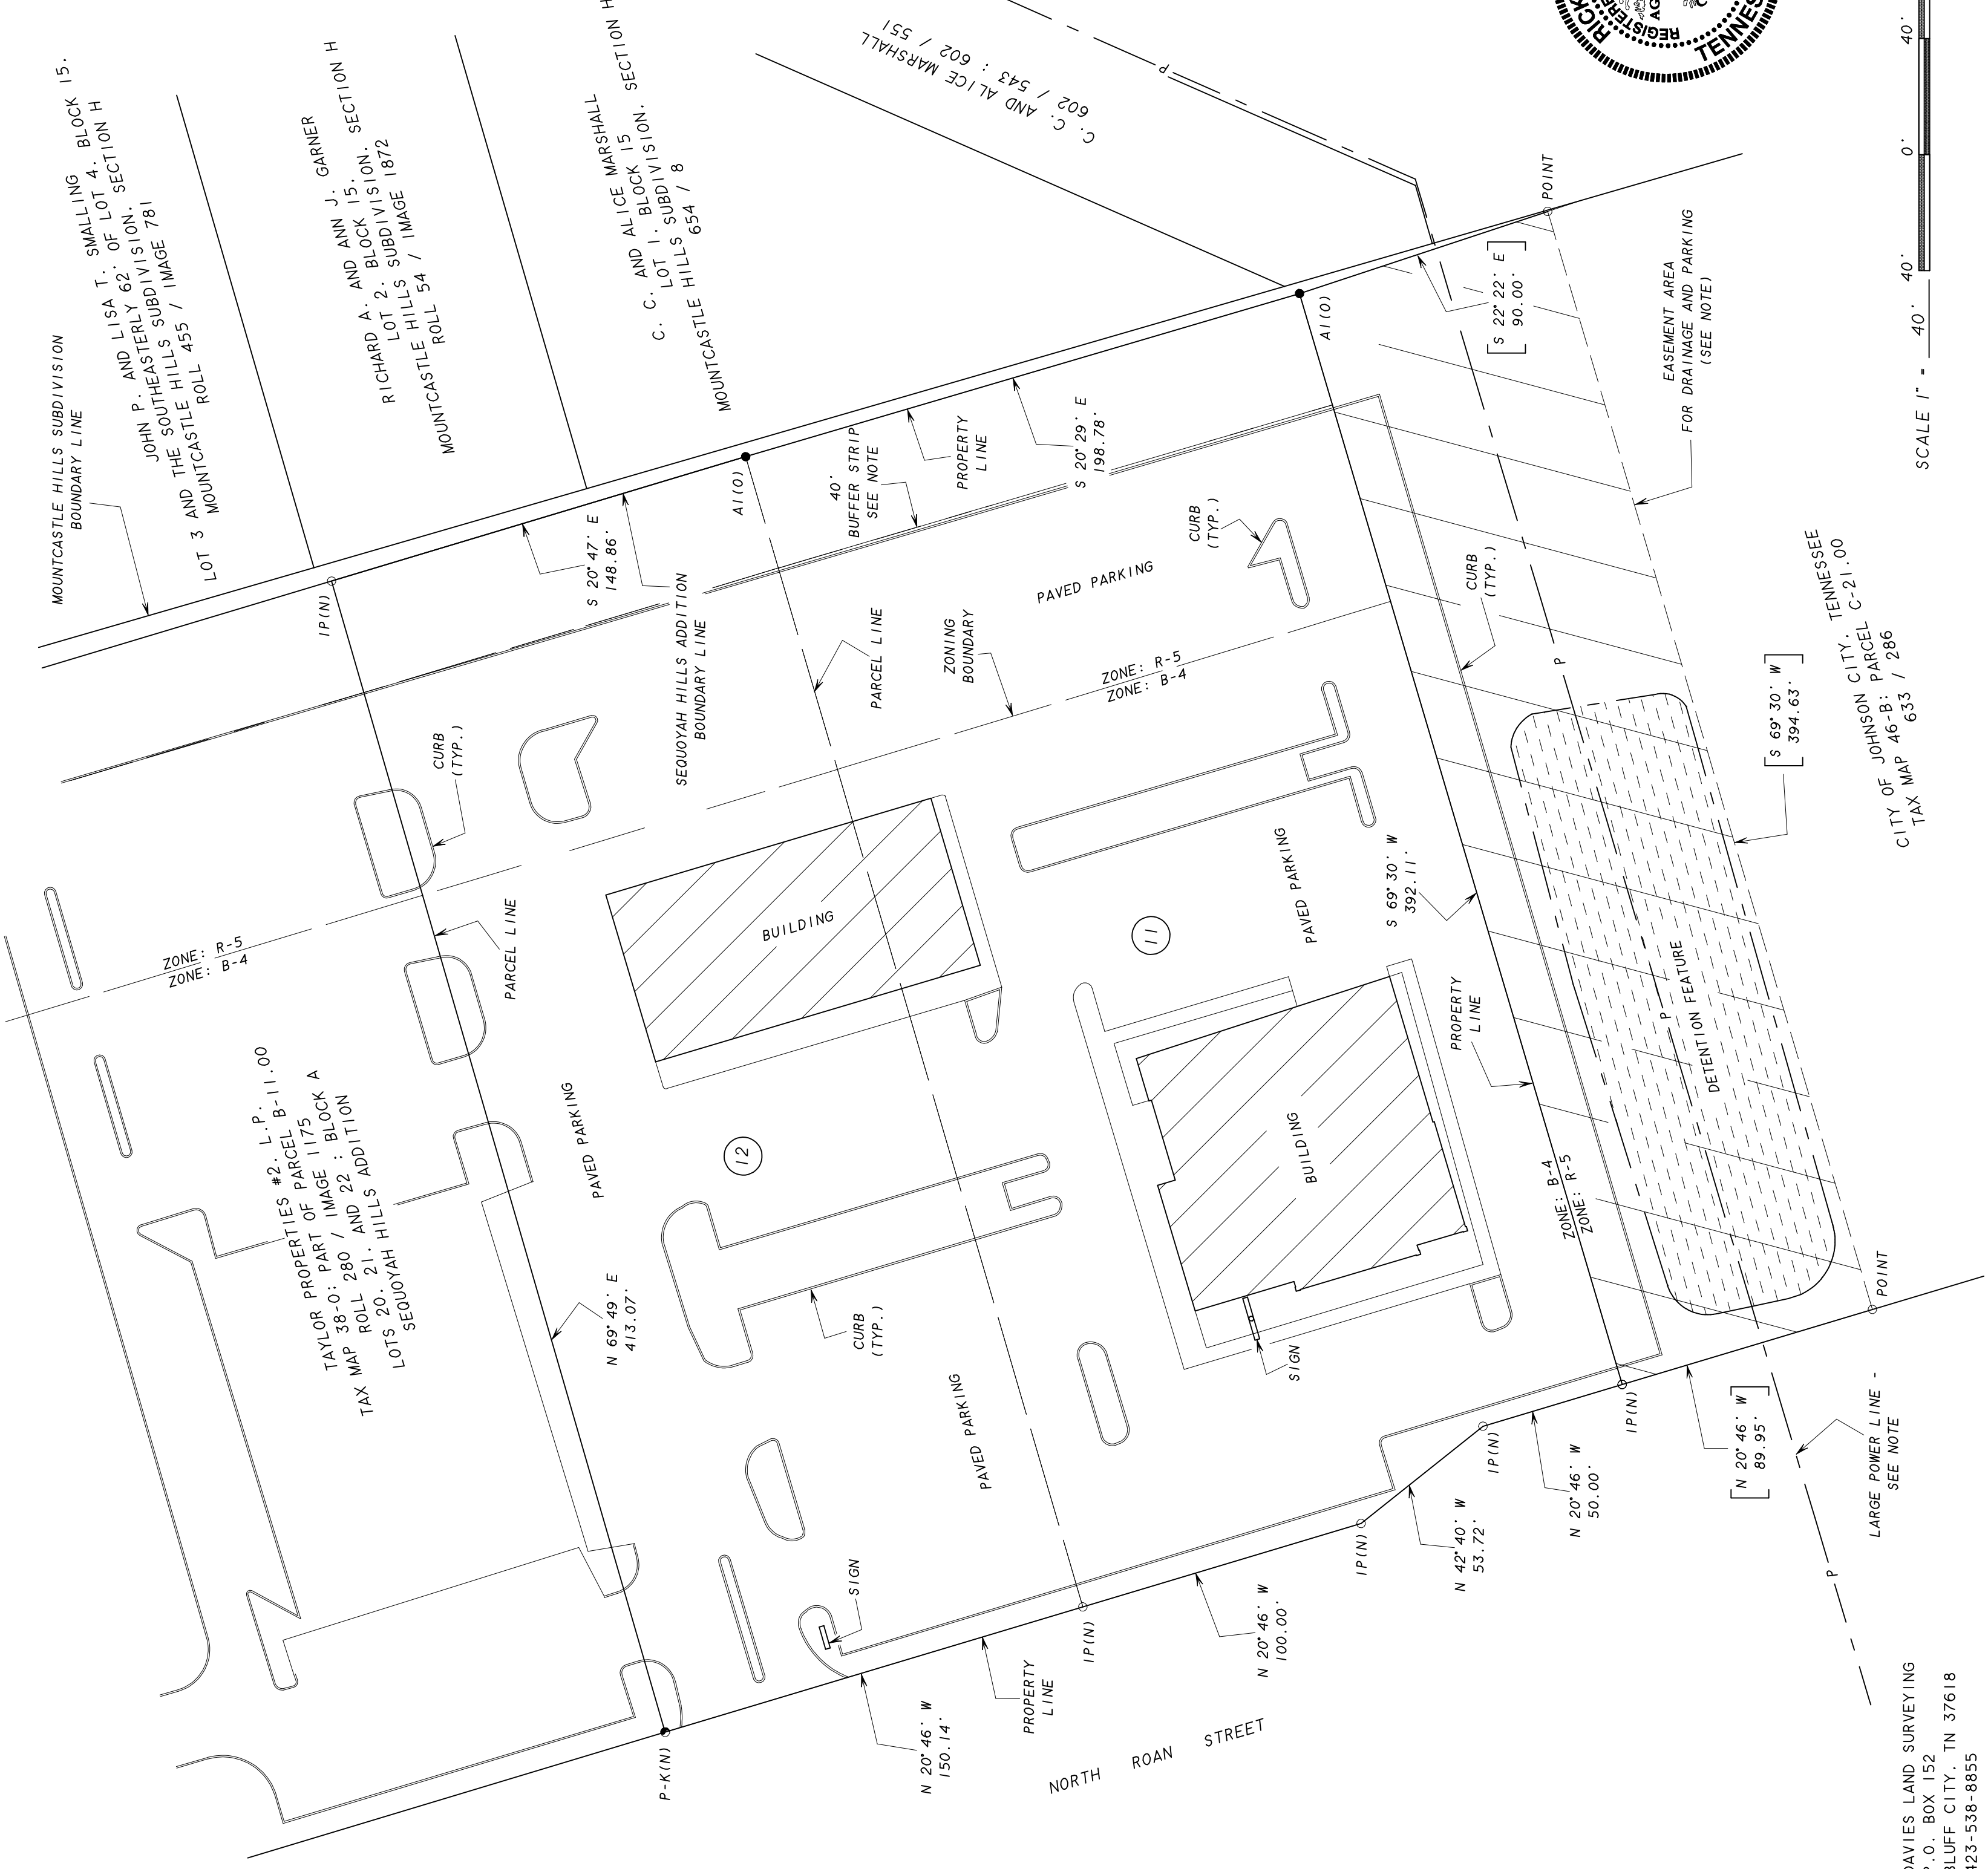 MOUNTCASTLE HILLS SUBDIVISION
BOUNDARY LINE
JOHN P. AND LISA T. SMALLING
LOT 3 AND THE SOUTHEASTERLY 62' OF LOT 4, BLOCK 15,
MOUNTCASTLE HILLS SUBDIVISION, SECTION H
ROLL 455 / IMAGE 781
RICHARD A. AND ANN J. GARNER
LOT 2, BLOCK 15,
MOUNTCASTLE HILLS SUBDIVISION, SECTION H
ROLL 54 / IMAGE 1872
C. C. AND ALICE MARSHALL
LOT 1, BLOCK 15
MOUNTCASTLE HILLS SUBDIVISION, SECTION H
654 / 8
C. C. AND ALICE MARSHALL
602 / 543 : 602 / 551
P
RICK
REGISTERE
AG
TENNES
IP(N)
S 20° 47' E
148.86'
SEQUOYAH HILLS ADDITION
BOUNDARY LINE
AI(O)
40'
BUFFER STRIP
SEE NOTE
PROPERTY
LINE
S 20° 29' E
198.78'
AI(O)
[S 22° 22' E
90.00']
POINT
EASEMENT AREA
FOR DRAINAGE AND PARKING
(SEE NOTE)
40' 0' 40'
SCALE 1" = 40'
CURB
(TYP.)
PARCEL LINE
ZONING
BOUNDARY
PAVED PARKING
CURB
(TYP.)
ZONE: R-5
ZONE: B-4
CURB
(TYP.)
P
[S 69° 30' W
394.63']
CITY OF JOHNSON CITY, TENNESSEE
TAX MAP 46-B: PARCEL C-21.00
633 / 286
ZONE: R-5
ZONE: B-4
PARCEL LINE
BUILDING
11
PAVED PARKING
S 69° 30' W
392.11'
PROPERTY
LINE
DETENTION FEATURE
P
TAYLOR PROPERTIES #2, L.P.
TAX MAP 38-O: PART OF PARCEL B-11.00
ROLL 280 / IMAGE 1175
LOTS 20, 21, AND 22 : BLOCK A
SEQUOYAH HILLS ADDITION
PAVED PARKING
12
BUILDING
ZONE: B-4
ZONE: R-5
N 69° 49' E
413.07'
CURB
(TYP.)
SIGN
POINT
PAVED PARKING
SIGN
IP(N)
IP(N)
[N 20° 46' W
89.95']
LARGE POWER LINE -
SEE NOTE
P
IP(N)
N 42° 40' W
53.72'
N 20° 46' W
50.00'
IP(N)
N 20° 46' W
100.00'
P-K(N)
N 20° 46' W
150.14'
PROPERTY
LINE
NORTH ROAN STREET
DAVIES LAND SURVEYING
P.O. BOX 152
BLUFF CITY, TN 37618
423-538-8855